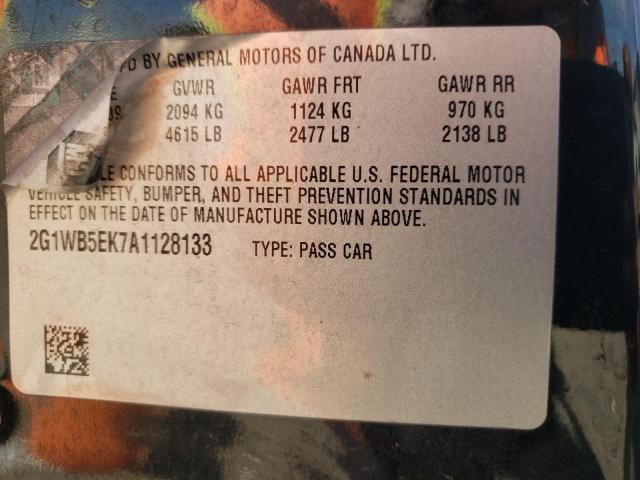 BY GENERAL MOTORS OF CANADA LTD.
GVWR GAWR FRT GAWR RR
2094 KG 1124 KG 970 KG
4615 LB 2477 LB 2138 LB
CONFORMS TO ALL APPLICABLE U.S. FEDERAL MOTOR
VEHICLE SAFETY, BUMPER, AND THEFT PREVENTION STANDARDS IN
EFFECT ON THE DATE OF MANUFACTURE SHOWN ABOVE.
2G1WB5EK7A1128133 TYPE: PASS CAR